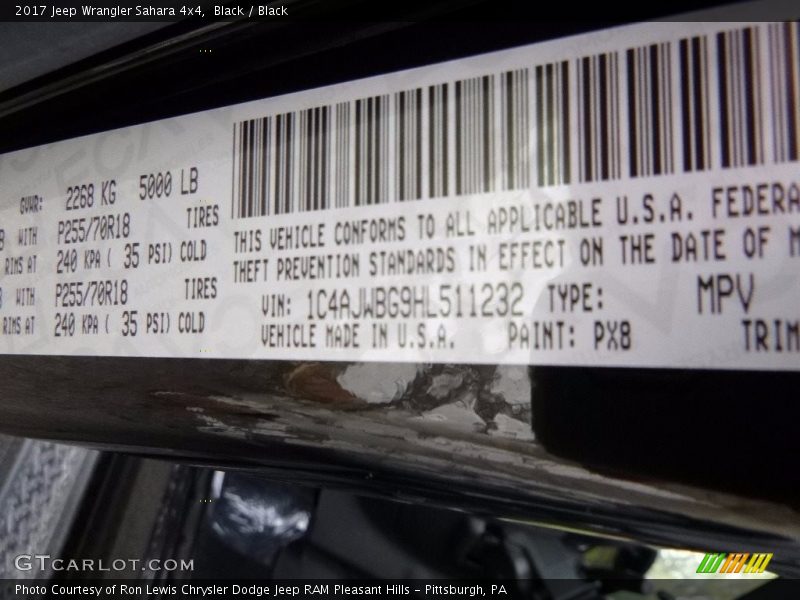 2017 Jeep Wrangler Sahara 4x4, Black / Black
GVWR: 2268 KG 5000 LB
WITH P255/70R18 TIRES
RIMS AT 240 KPA ( 35 PSI) COLD
WITH P255/70R18 TIRES
RIMS AT 240 KPA ( 35 PSI) COLD
THIS VEHICLE CONFORMS TO ALL APPLICABLE U.S.A. FEDERA
THEFT PREVENTION STANDARDS IN EFFECT ON THE DATE OF M
VIN: 1C4AJWBG9HL511232 TYPE: MPV
VEHICLE MADE IN U.S.A. PAINT: PX8 TRIM
GTCARLOT.COM
Photo Courtesy of Ron Lewis Chrysler Dodge Jeep RAM Pleasant Hills - Pittsburgh, PA